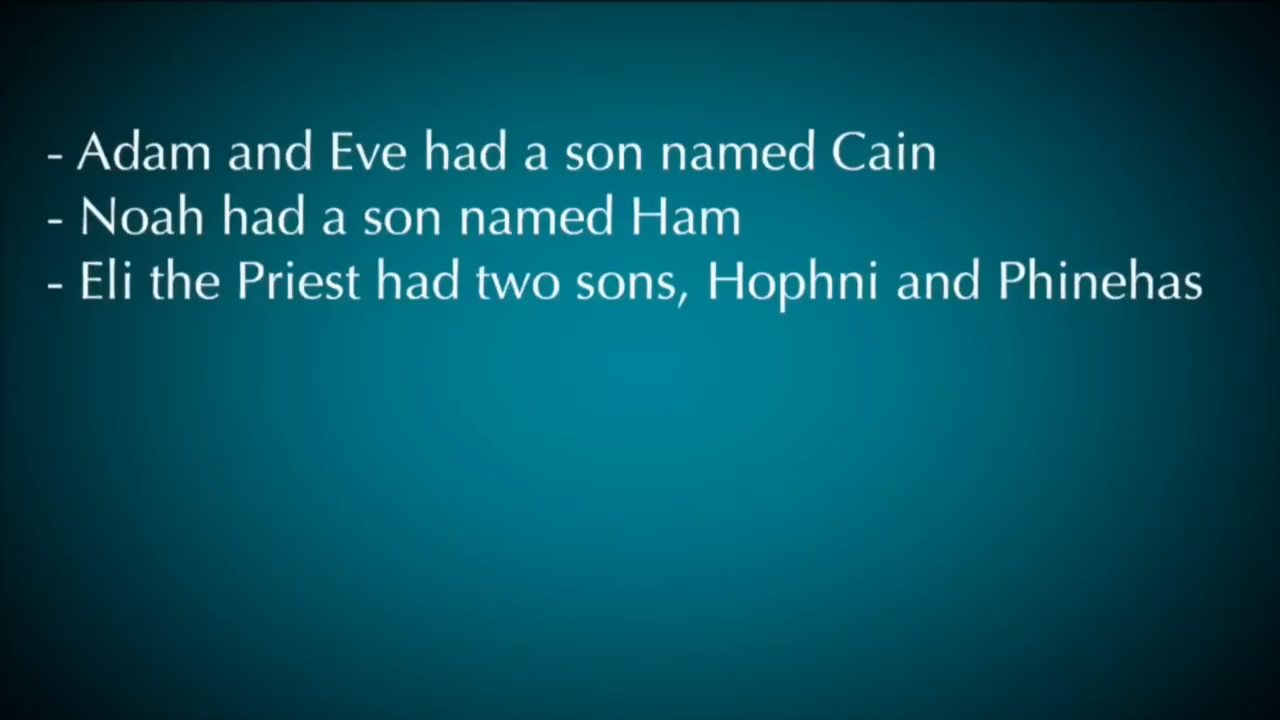 - Adam and Eve had a son named Cain
- Noah had a son named Ham
- Eli the Priest had two sons, Hophni and Phinehas